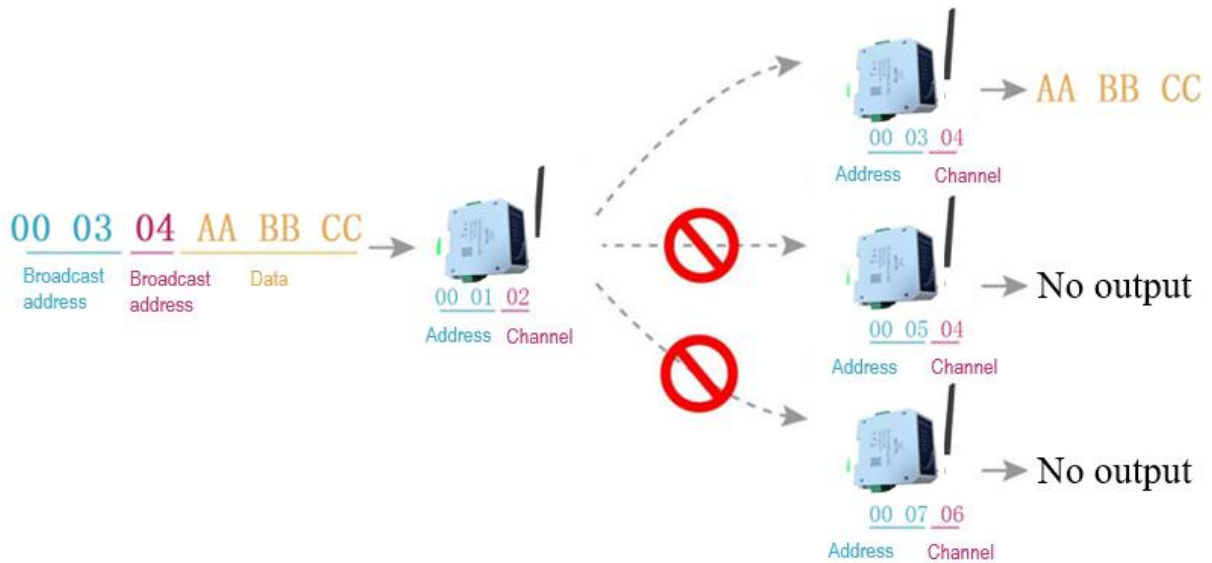 00 03 04 AA BB CC
Broadcast address
Broadcast address
Data
00 01 02
Address Channel
00 03 04
Address Channel
AA BB CC
00 05 04
Address Channel
No output
00 07 06
Address Channel
No output